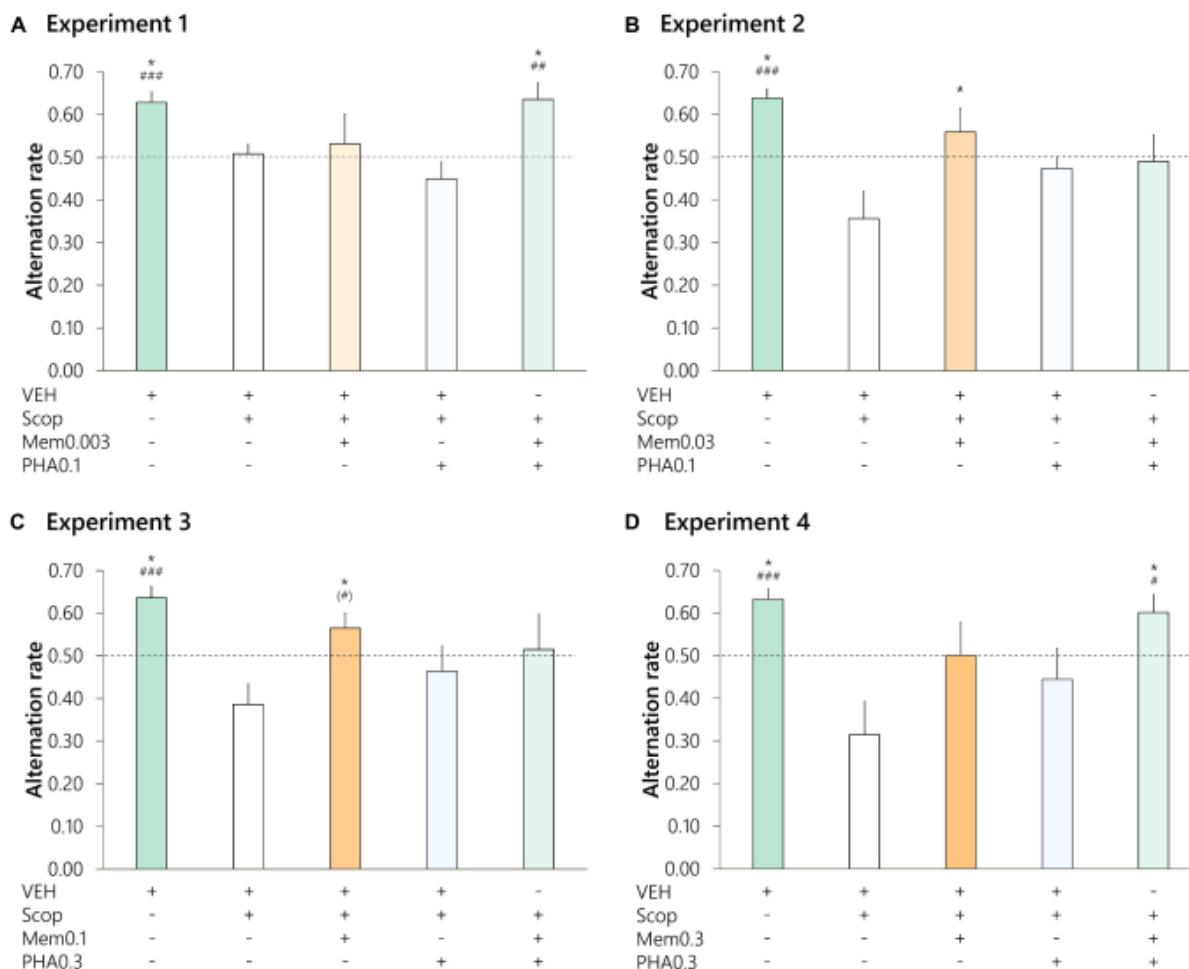 A Experiment 1
* ###
* ##
Alternation rate
0.70
0.60
0.50
0.40
0.30
0.20
0.10
0.00
VEH + + + + -
Scop - + + + +
Mem0.003 - - + - +
PHA0.1 - - - + +
B Experiment 2
* ###
*
Alternation rate
0.70
0.60
0.50
0.40
0.30
0.20
0.10
0.00
VEH + + + + -
Scop - + + + +
Mem0.03 - - + - +
PHA0.1 - - - + +
C Experiment 3
* ###
* (#)
Alternation rate
0.70
0.60
0.50
0.40
0.30
0.20
0.10
0.00
VEH + + + + -
Scop - + + + +
Mem0.1 - - + - +
PHA0.3 - - - + +
D Experiment 4
* ###
* #
Alternation rate
0.70
0.60
0.50
0.40
0.30
0.20
0.10
0.00
VEH + + + + -
Scop - + + + +
Mem0.3 - - + - +
PHA0.3 - - - + +